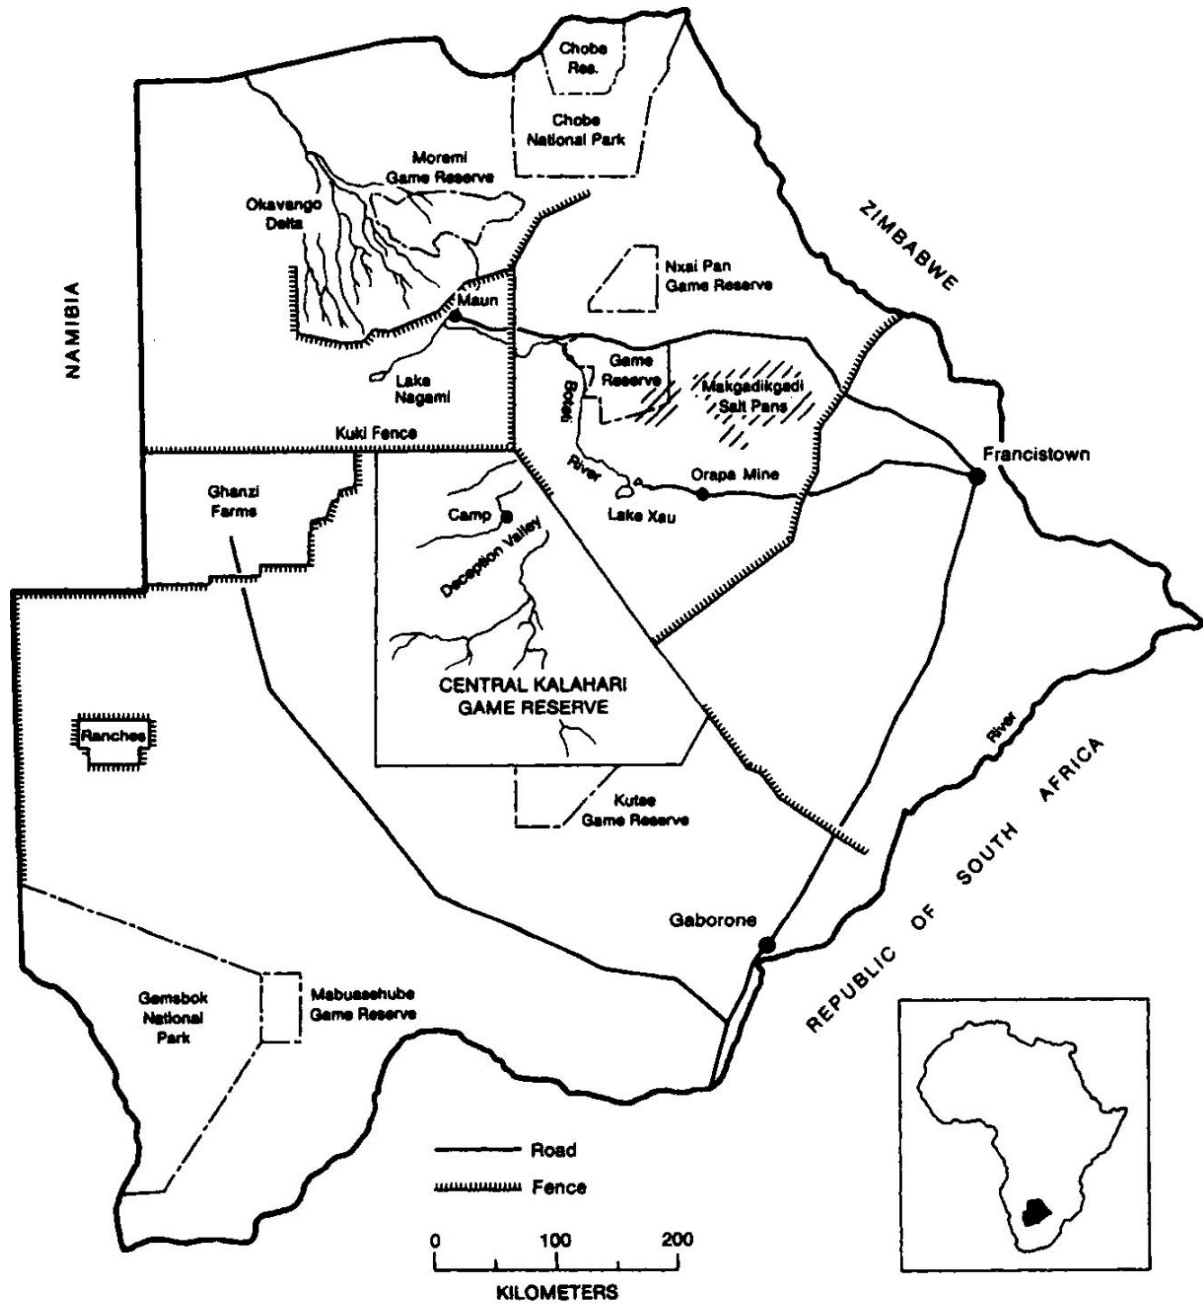 Chobe
Res.
Chobe
National Park
Moremi
Game Reserve
Okavango
Delta
ZIMBABWE
Nxai Pan
Game Reserve
NAMIBIA
Maun
Game
Reserve
Makgadikgadi
Salt Pans
Lake
Ngami
Boteti
River
Kuki Fence
Francistown
Orapa Mine
Ghanzi
Farms
Lake Xau
Camp
Deception Valley
CENTRAL KALAHARI
GAME RESERVE
Ranches
River
Kutse
Game Reserve
REPUBLIC OF SOUTH AFRICA
Gaborone
Gemsbok
National
Park
Mabuasehube
Game Reserve
Road
Fence
0 100 200
KILOMETERS